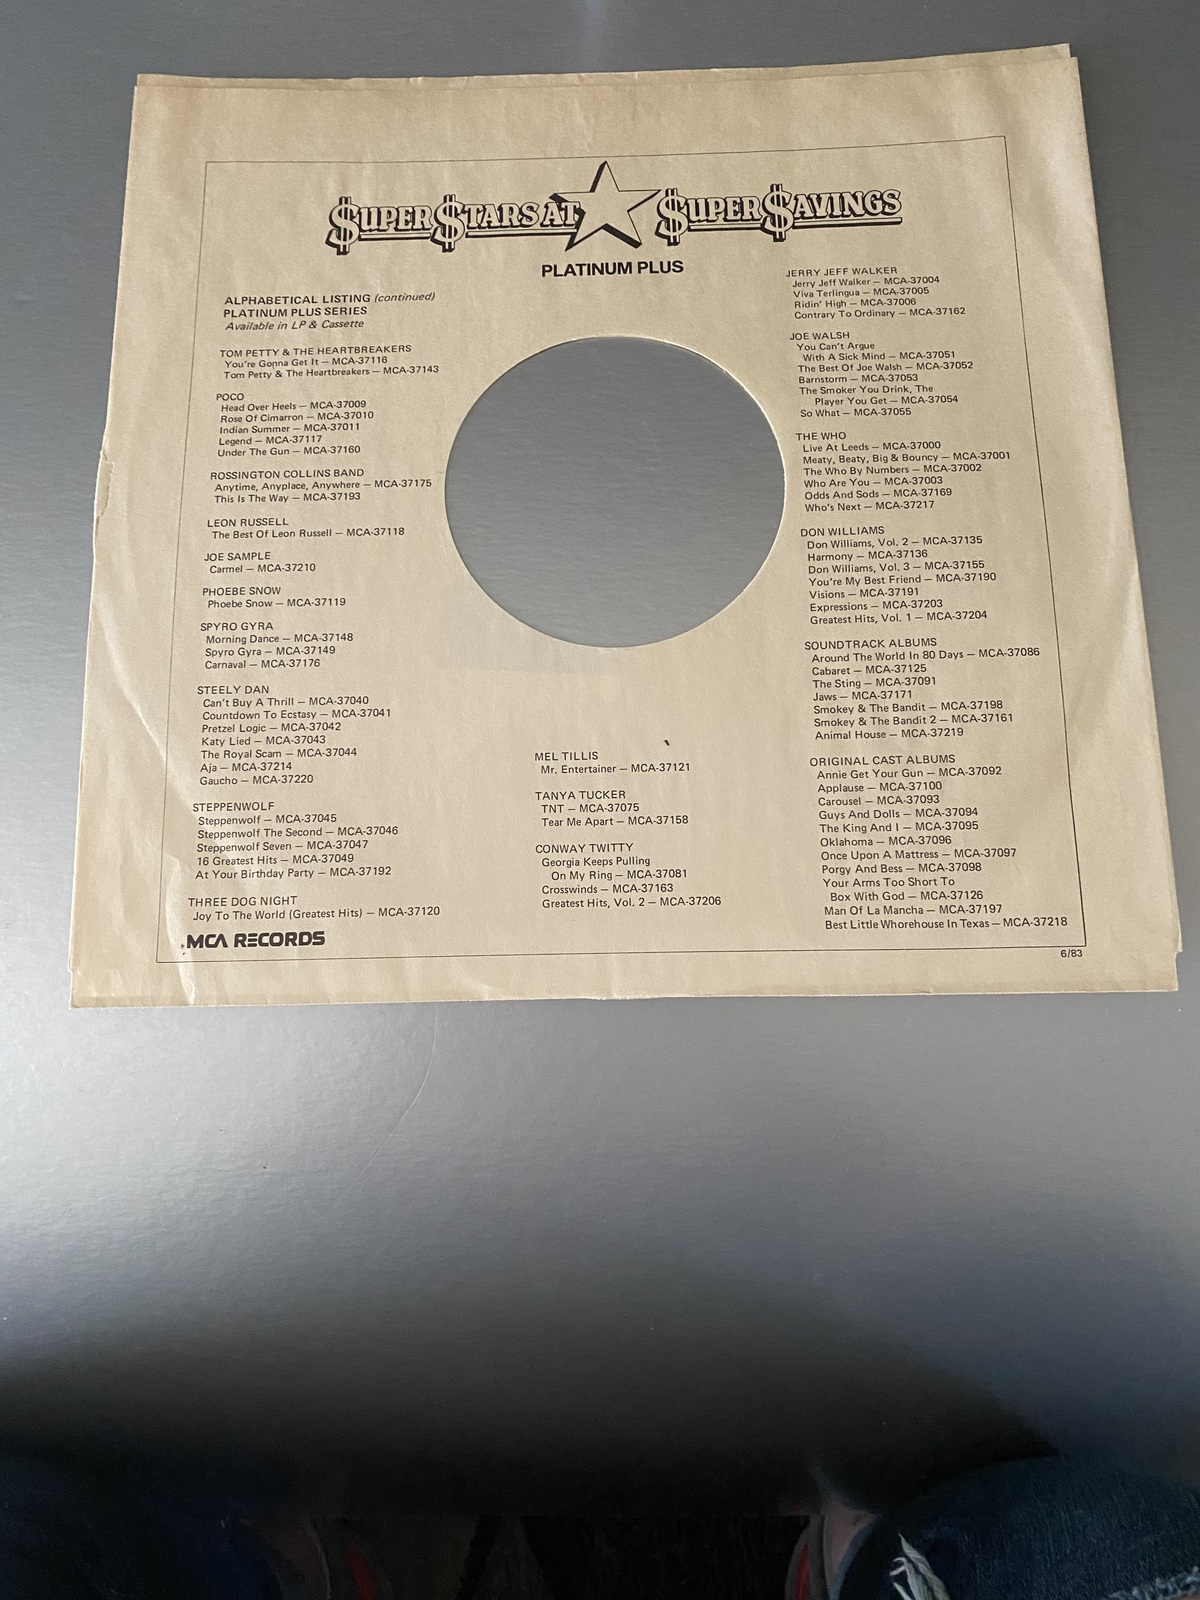 $UPER $TARS AT $UPER $AVINGS
PLATINUM PLUS
ALPHABETICAL LISTING (continued)
PLATINUM PLUS SERIES
Available in LP & Cassette
TOM PETTY & THE HEARTBREAKERS
You're Gonna Get It — MCA-37116
Tom Petty & The Heartbreakers — MCA-37143
POCO
Head Over Heels — MCA-37009
Rose Of Cimarron — MCA-37010
Indian Summer — MCA-37011
Legend — MCA-37117
Under The Gun — MCA-37160
ROSSINGTON COLLINS BAND
Anytime, Anyplace, Anywhere — MCA-37175
This Is The Way — MCA-37193
LEON RUSSELL
The Best Of Leon Russell — MCA-37118
JOE SAMPLE
Carmel — MCA-37210
PHOEBE SNOW
Phoebe Snow — MCA-37119
SPYRO GYRA
Morning Dance — MCA-37148
Spyro Gyra — MCA-37149
Carnaval — MCA-37176
STEELY DAN
Can't Buy A Thrill — MCA-37040
Countdown To Ecstasy — MCA-37041
Pretzel Logic — MCA-37042
Katy Lied — MCA-37043
The Royal Scam — MCA-37044
Aja — MCA-37214
Gaucho — MCA-37220
STEPPENWOLF
Steppenwolf — MCA-37045
Steppenwolf The Second — MCA-37046
Steppenwolf Seven — MCA-37047
16 Greatest Hits — MCA-37049
At Your Birthday Party — MCA-37192
THREE DOG NIGHT
Joy To The World (Greatest Hits) — MCA-37120
MCA RECORDS
MEL TILLIS
Mr. Entertainer — MCA-37121
TANYA TUCKER
TNT — MCA-37075
Tear Me Apart — MCA-37158
CONWAY TWITTY
Georgia Keeps Pulling
On My Ring — MCA-37081
Crosswinds — MCA-37163
Greatest Hits, Vol. 2 — MCA-37206
JERRY JEFF WALKER
Jerry Jeff Walker — MCA-37004
Viva Terlingua — MCA-37005
Ridin' High — MCA-37006
Contrary To Ordinary — MCA-37162
JOE WALSH
You Can't Argue
With A Sick Mind — MCA-37051
The Best Of Joe Walsh — MCA-37052
Barnstorm — MCA-37053
The Smoker You Drink, The
Player You Get — MCA-37054
So What — MCA-37055
THE WHO
Live At Leeds — MCA-37000
Meaty, Beaty, Big & Bouncy — MCA-37001
The Who By Numbers — MCA-37002
Who Are You — MCA-37003
Odds And Sods — MCA-37169
Who's Next — MCA-37217
DON WILLIAMS
Don Williams, Vol. 2 — MCA-37135
Harmony — MCA-37136
Don Williams, Vol. 3 — MCA-37155
You're My Best Friend — MCA-37190
Visions — MCA-37191
Expressions — MCA-37203
Greatest Hits, Vol. 1 — MCA-37204
SOUNDTRACK ALBUMS
Around The World In 80 Days — MCA-37086
Cabaret — MCA-37125
The Sting — MCA-37091
Jaws — MCA-37171
Smokey & The Bandit — MCA-37198
Smokey & The Bandit 2 — MCA-37161
Animal House — MCA-37219
ORIGINAL CAST ALBUMS
Annie Get Your Gun — MCA-37092
Applause — MCA-37100
Carousel — MCA-37093
Guys And Dolls — MCA-37094
The King And I — MCA-37095
Oklahoma — MCA-37096
Once Upon A Mattress — MCA-37097
Porgy And Bess — MCA-37098
Your Arms Too Short To
Box With God — MCA-37126
Man Of La Mancha — MCA-37197
Best Little Whorehouse In Texas — MCA-37218
6/83